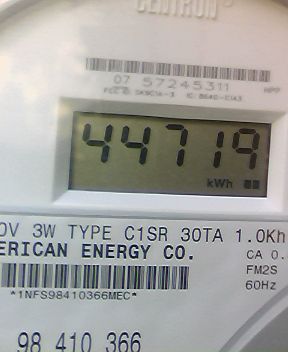 CENTRON
07 57245311
44719
kWh
0V 3W TYPE C1SR 30TA 1.0Kh
ERICAN ENERGY CO.
CA 0.
FM2S
*1NFS98410366MEC*
60Hz
98 410 366